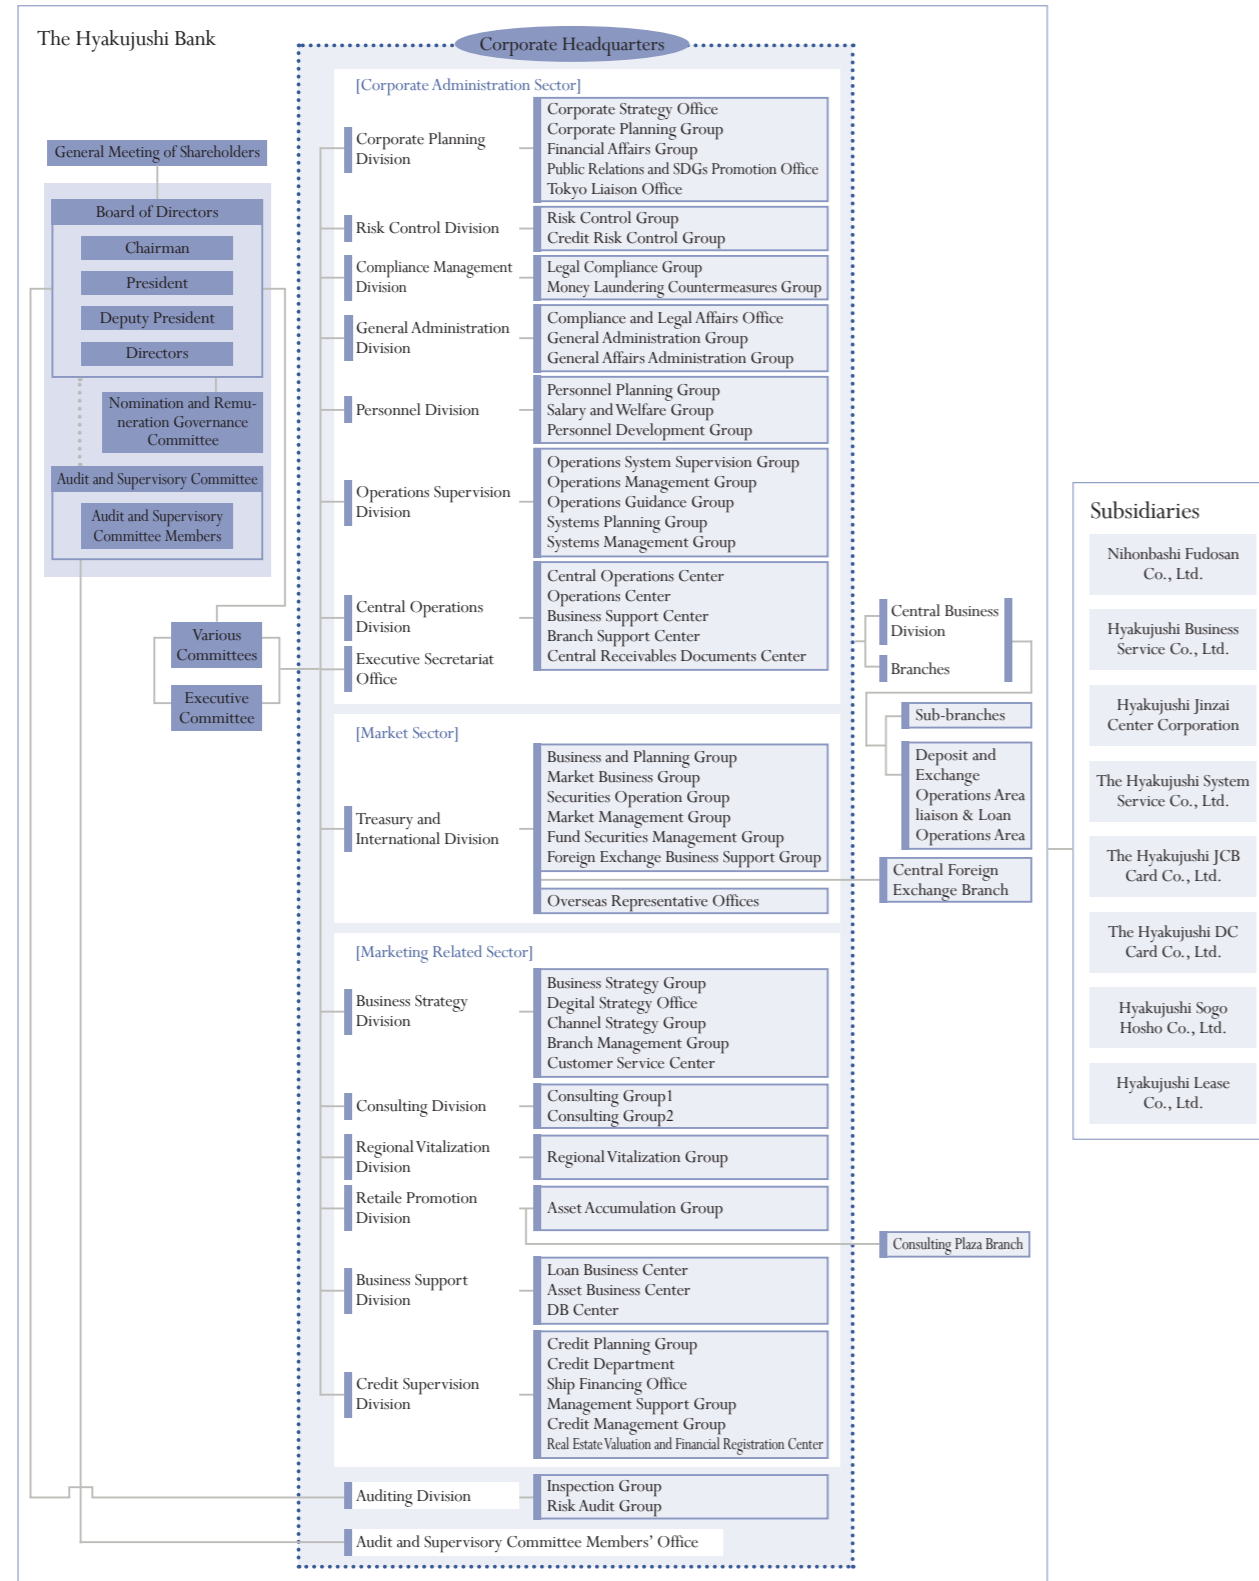 The Hyakujushi Bank
Corporate Headquarters
General Meeting of Shareholders
Board of Directors
Chairman
President
Deputy President
Directors
Nomination and Remu-
neration Governance
Committee
Audit and Supervisory Committee
Audit and Supervisory
Committee Members
Various
Committees
Executive
Committee
[Corporate Administration Sector]
Corporate Planning
Division
Corporate Strategy Office
Corporate Planning Group
Financial Affairs Group
Public Relations and SDGs Promotion Office
Tokyo Liaison Office
Risk Control Division
Risk Control Group
Credit Risk Control Group
Compliance Management
Division
Legal Compliance Group
Money Laundering Countermeasures Group
General Administration
Division
Compliance and Legal Affairs Office
General Administration Group
General Affairs Administration Group
Personnel Division
Personnel Planning Group
Salary and Welfare Group
Personnel Development Group
Operations Supervision
Division
Operations System Supervision Group
Operations Management Group
Operations Guidance Group
Systems Planning Group
Systems Management Group
Central Operations
Division
Central Operations Center
Operations Center
Business Support Center
Branch Support Center
Central Receivables Documents Center
Executive Secretariat
Office
[Market Sector]
Treasury and
International Division
Business and Planning Group
Market Business Group
Securities Operation Group
Market Management Group
Fund Securities Management Group
Foreign Exchange Business Support Group
Overseas Representative Offices
[Marketing Related Sector]
Business Strategy
Division
Business Strategy Group
Degital Strategy Office
Channel Strategy Group
Branch Management Group
Customer Service Center
Consulting Division
Consulting Group1
Consulting Group2
Regional Vitalization
Division
Regional Vitalization Group
Retaile Promotion
Division
Asset Accumulation Group
Business Support
Division
Loan Business Center
Asset Business Center
DB Center
Credit Supervision
Division
Credit Planning Group
Credit Department
Ship Financing Office
Management Support Group
Credit Management Group
Real Estate Valuation and Financial Registration Center
Auditing Division
Inspection Group
Risk Audit Group
Audit and Supervisory Committee Members’ Office
Central Business
Division
Branches
Sub-branches
Deposit and
Exchange
Operations Area
liaison & Loan
Operations Area
Central Foreign
Exchange Branch
Consulting Plaza Branch
Subsidiaries
Nihonbashi Fudosan
Co., Ltd.
Hyakujushi Business
Service Co., Ltd.
Hyakujushi Jinzai
Center Corporation
The Hyakujushi System
Service Co., Ltd.
The Hyakujushi JCB
Card Co., Ltd.
The Hyakujushi DC
Card Co., Ltd.
Hyakujushi Sogo
Hosho Co., Ltd.
Hyakujushi Lease
Co., Ltd.